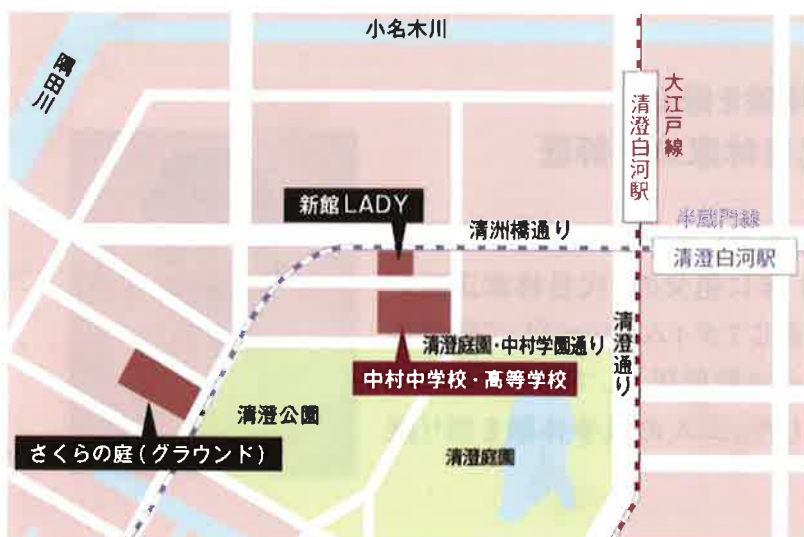 小名木川
隅田川
大江戸線
清澄白河駅
新館LADY
清洲橋通り
半蔵門線
清澄白河駅
清澄通り
清澄庭園・中村学園通り
中村中学校・高等学校
清澄公園
さくらの庭(グラウンド)
清澄庭園